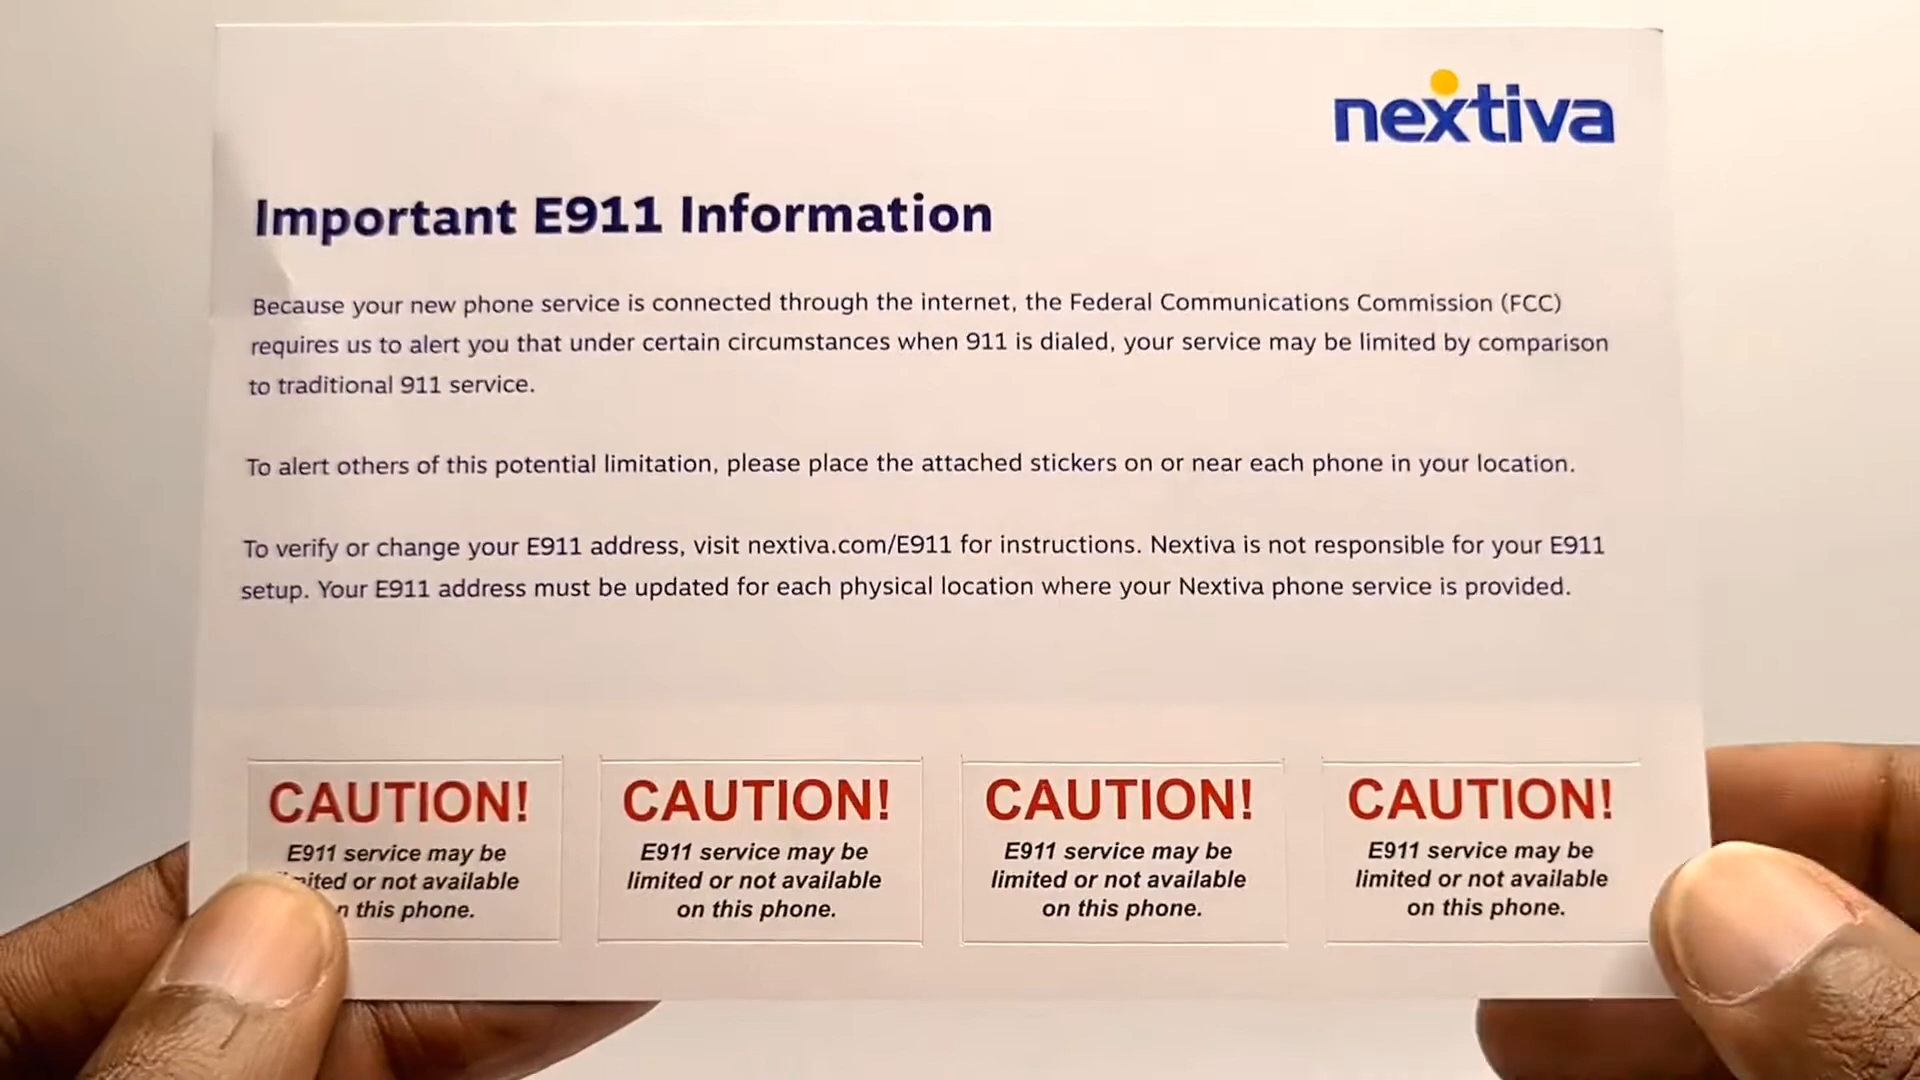 nextiva
Important E911 Information
Because your new phone service is connected through the internet, the Federal Communications Commission (FCC)
requires us to alert you that under certain circumstances when 911 is dialed, your service may be limited by comparison
to traditional 911 service.
To alert others of this potential limitation, please place the attached stickers on or near each phone in your location.
To verify or change your E911 address, visit nextiva.com/E911 for instructions. Nextiva is not responsible for your E911
setup. Your E911 address must be updated for each physical location where your Nextiva phone service is provided.
CAUTION!
E911 service may be
or not available
this phone.
CAUTION!
E911 service may be
limited or not available
on this phone.
CAUTION!
E911 service may be
limited or not available
on this phone.
CAUTION!
E911 service may be
limited or not available
on this phone.